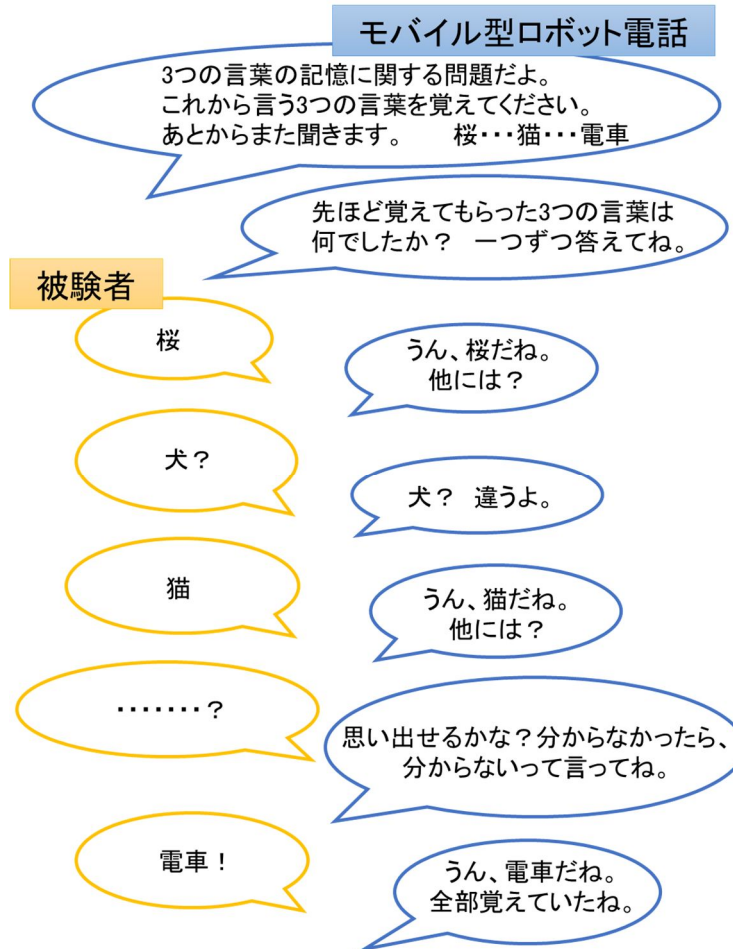 モバイル型ロボット電話
3つの言葉の記憶に関する問題だよ。
これから言う3つの言葉を覚えてください。
あとからまた聞きます。　　桜・・・猫・・・電車
先ほど覚えてもらった3つの言葉は
何でしたか？　一つずつ答えてね。
被験者
桜
うん、桜だね。
他には？
犬？
犬？　違うよ。
猫
うん、猫だね。
他には？
・・・・・・・？
思い出せるかな？分からなかったら、
分からないって言ってね。
電車！
うん、電車だね。
全部覚えていたね。